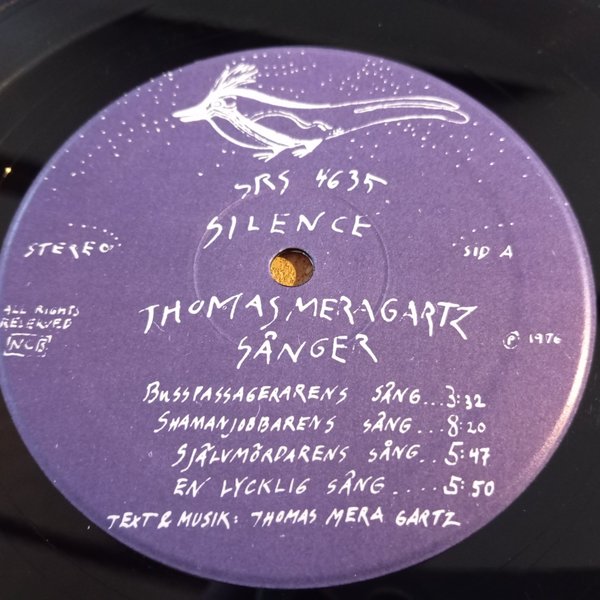 SRS 4635
SILENCE
STEREO
SID A
ALL RIGHTS
RESERVED
NCB
THOMAS MERA GARTZ
SÅNGER
Ⓟ 1976
BUSSPASSAGERARENS SÅNG...3:32
SHAMANJOBBARENS SÅNG...8:20
SJÄLVMÖRDARENS SÅNG...5:47
EN LYCKLIG SÅNG....5:50
TEXT & MUSIK: THOMAS MERA GARTZ